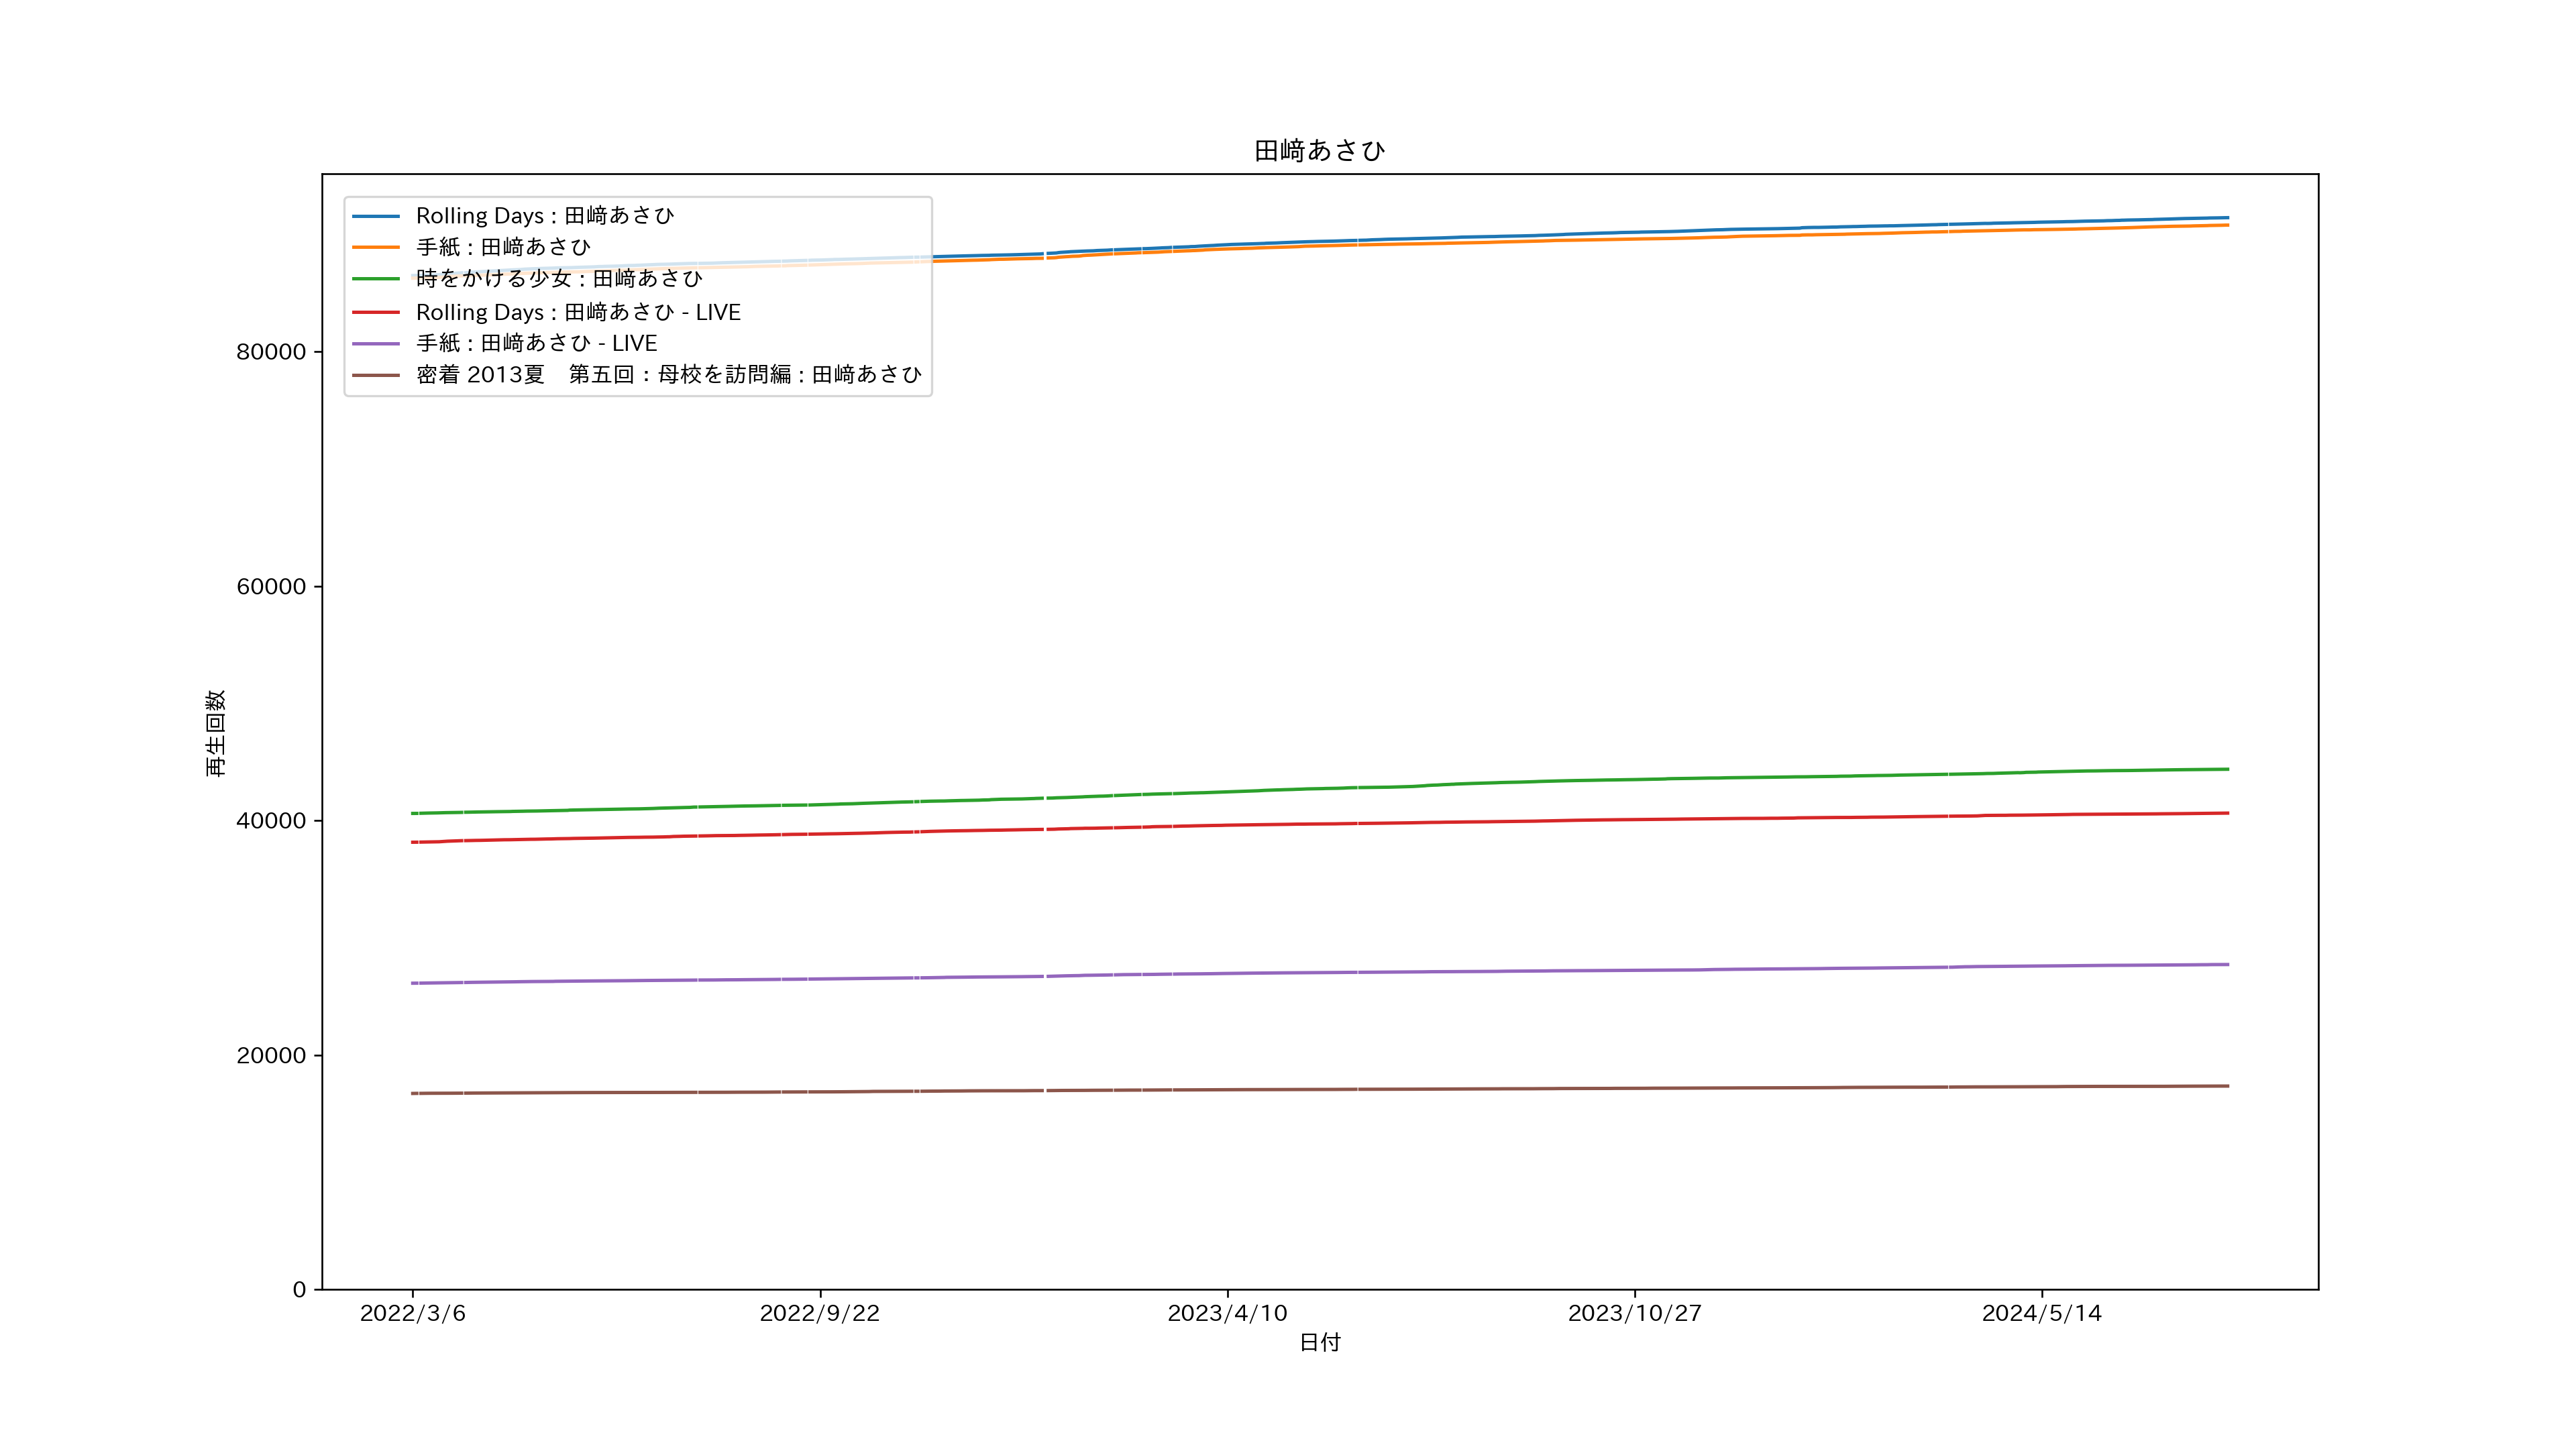 田﨑あさひ
Rolling Days : 田﨑あさひ
手紙 : 田﨑あさひ
時をかける少女 : 田﨑あさひ
Rolling Days : 田﨑あさひ - LIVE
手紙 : 田﨑あさひ - LIVE
密着 2013夏　第五回：母校を訪問編 : 田﨑あさひ
80000
60000
40000
20000
0
再生回数
2022/3/6
2022/9/22
2023/4/10
2023/10/27
2024/5/14
日付